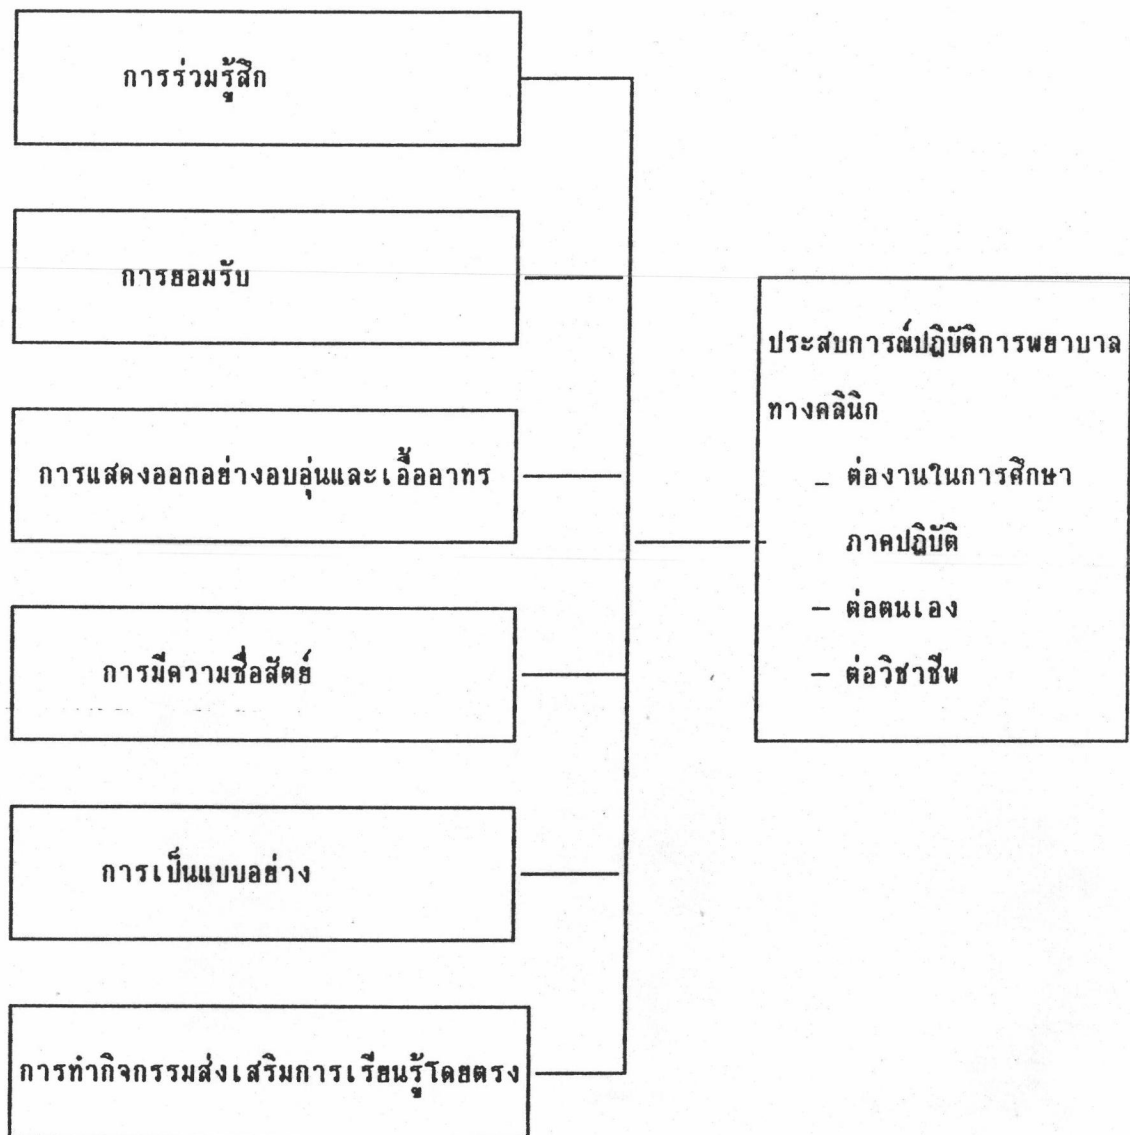 การร่วมรู้สึก
การยอมรับ
การแสดงออกอย่างอบอุ่นและเอื้ออาทร
การมีความซื่อสัตย์
การเป็นแบบอย่าง
การทำกิจกรรมส่งเสริมการเรียนรู้โดยตรง
ประสบการณ์ปฏิบัติการพยาบาล
ทางคลินิก
- ต่องานในการศึกษา
ภาคปฏิบัติ
- ต่อตนเอง
- ต่อวิชาชีพ